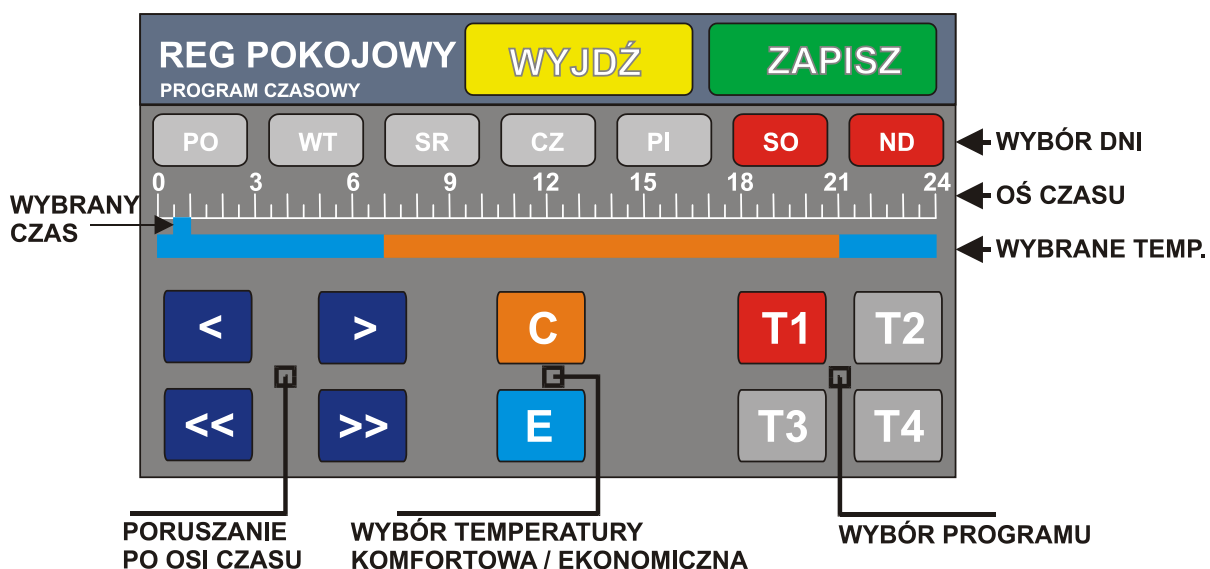 REG POKOJOWY
PROGRAM CZASOWY
WYJDŹ
ZAPISZ
PO WT SR CZ PI SO ND
WYBÓR DNI
0 3 6 9 12 15 18 21 24
OŚ CZASU
WYBRANY
CZAS
WYBRANE TEMP.
< > C T1 T2
<< >> E T3 T4
PORUSZANIE
PO OSI CZASU
WYBÓR TEMPERATURY
KOMFORTOWA / EKONOMICZNA
WYBÓR PROGRAMU